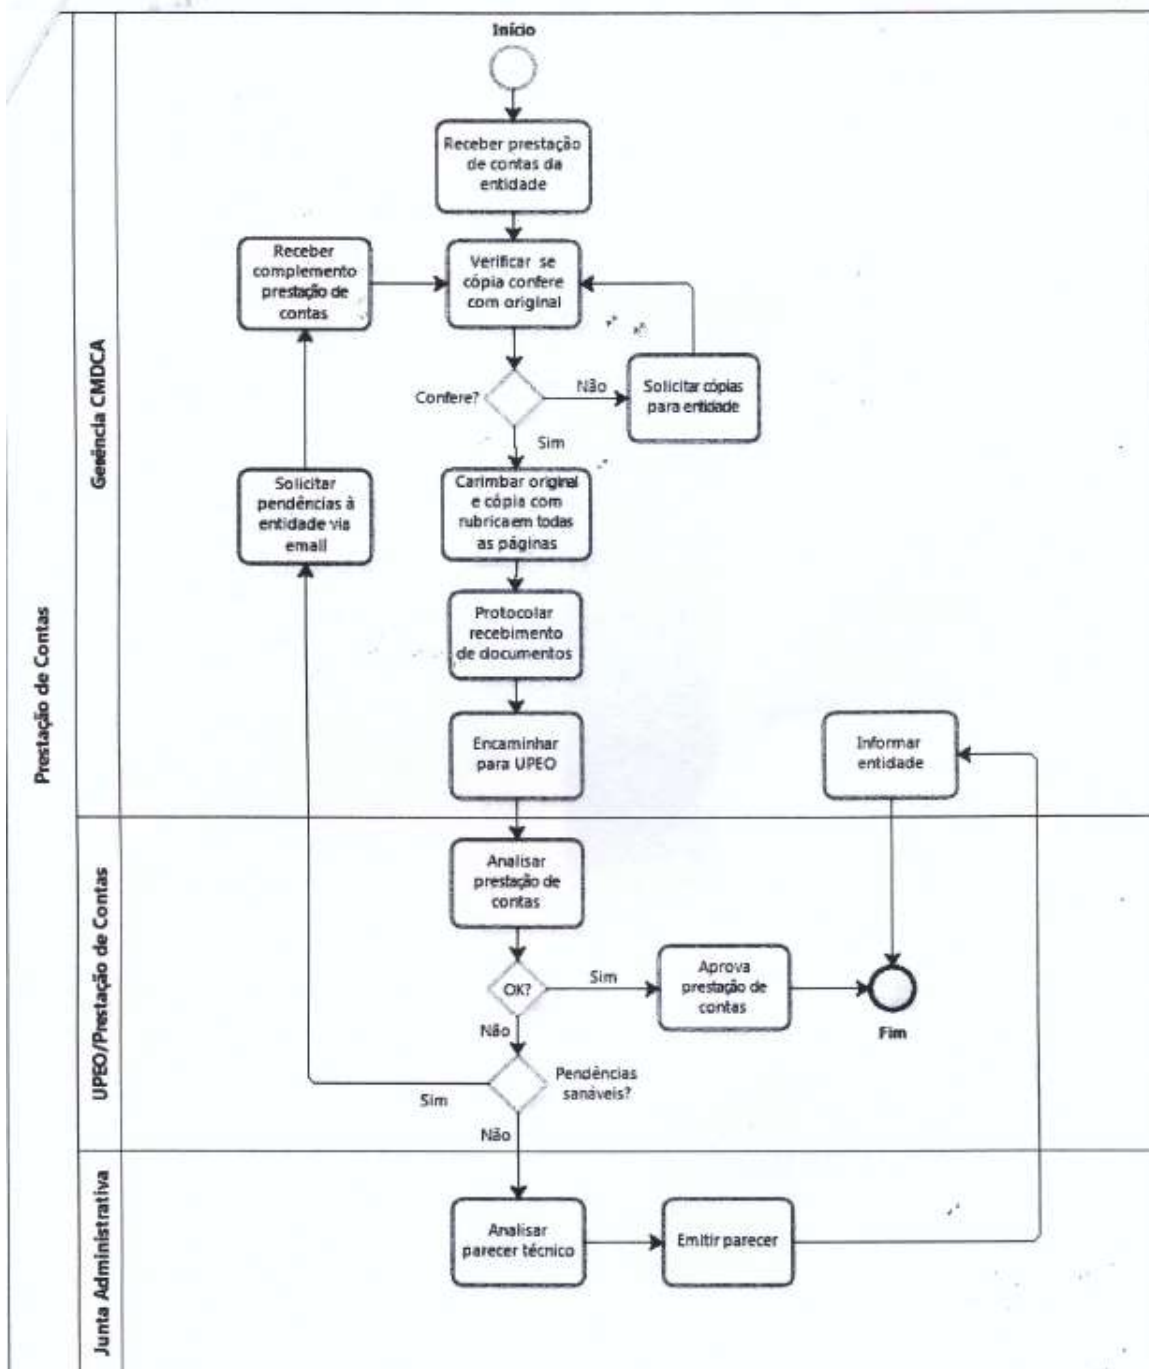 Prestação de Contas
Gerência CMDCA
Início
Receber prestação
de contas da
entidade
Receber
complemento
prestação de
contas
Verificar se
cópia confere
com original
Confere?
Não
Solicitar cópias
para entidade
Sim
Solicitar
pendências à
entidade via
email
Carimbar original
e cópia com
rubrica em todas
as páginas
Protocolar
recebimento
de documentos
Encaminhar
para UPEO
Informar
entidade
UPEO/Prestação de Contas
Analisar
prestação de
contas
OK?
Sim
Aprova
prestação de
contas
Fim
Não
Pendências
sanáveis?
Sim
Não
Junta Administrativa
Analisar
parecer técnico
Emitir parecer